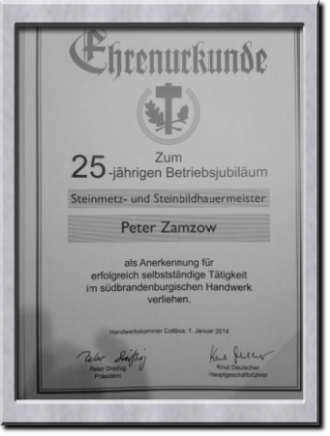 Ehrenurkunde
Zum
25-jährigen Betriebsjubiläum
Steinmetz- und Steinbildhauermeister
Peter Zamzow
als Anerkennung für
erfolgreich selbstständige Tätigkeit
im südbrandenburgischen Handwerk
verliehen.
Handwerkskammer Cottbus, 1. Januar 2014
Peter Dreißig Knut Deutscher
Präsident Hauptgeschäftsführer